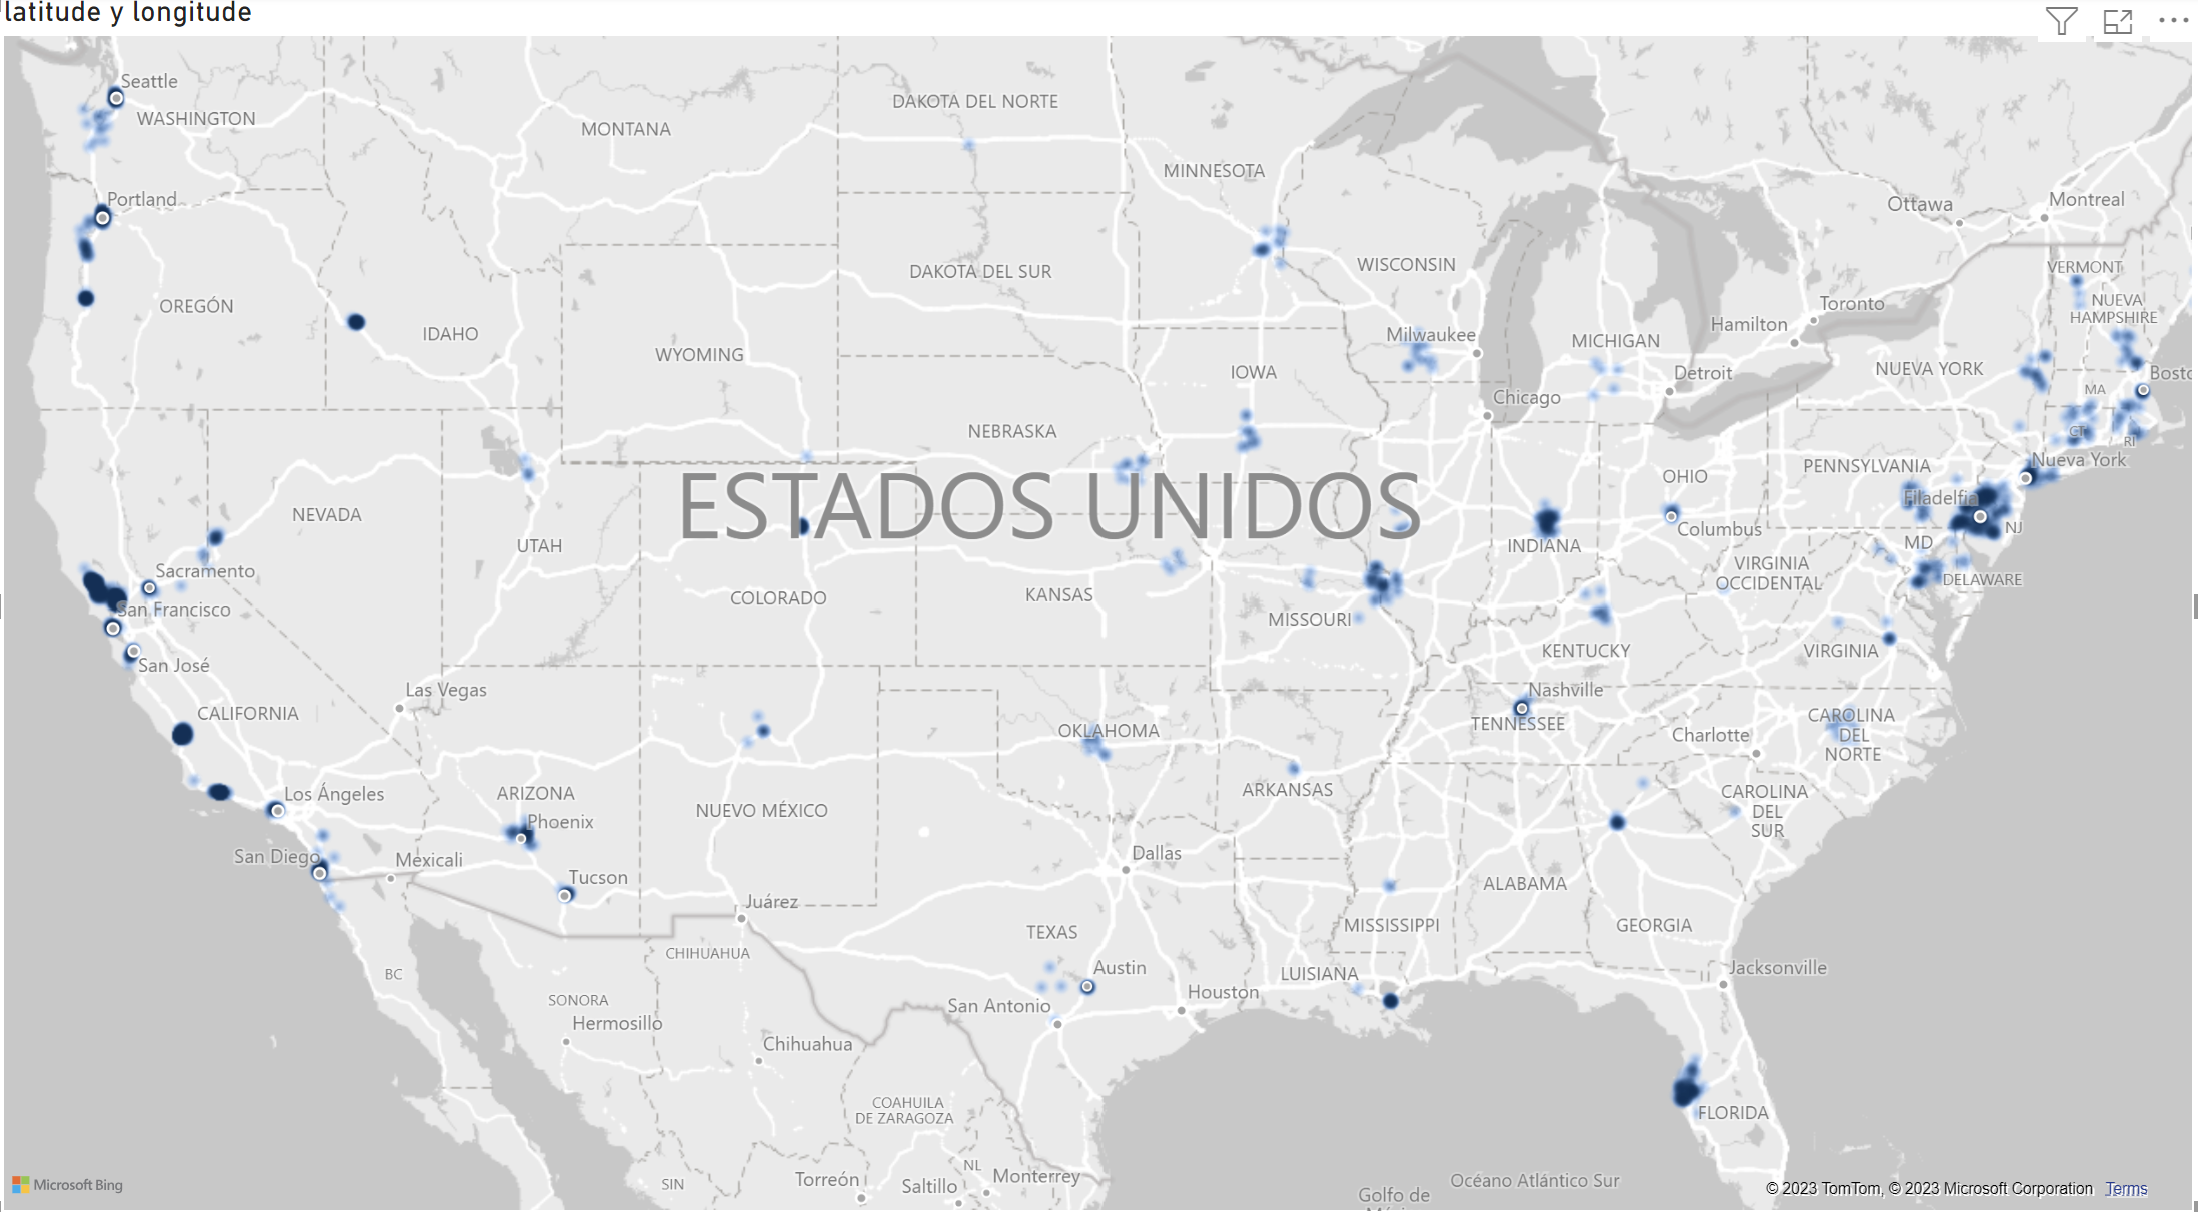 latitude y longitude
Seattle
WASHINGTON
DAKOTA DEL NORTE
MONTANA
MINNESOTA
Portland
Ottawa
Montreal
WISCONSIN
VERMONT
DAKOTA DEL SUR
OREGÓN
NUEVA
HAMPSHIRE
Toronto
Hamilton
IDAHO
Milwaukee
MICHIGAN
WYOMING
IOWA
Detroit
NUEVA YORK
Bosto
MA
Chicago
NEBRASKA
CT
RI
Nueva York
PENNSYLVANIA
OHIO
Filadelfia
ESTADOS UNIDOS
NEVADA
Columbus
NJ
UTAH
INDIANA
MD
Sacramento
VIRGINIA
OCCIDENTAL
DELAWARE
COLORADO
KANSAS
San Francisco
MISSOURI
San José
KENTUCKY
VIRGINIA
Las Vegas
Nashville
CALIFORNIA
TENNESSEE
OKLAHOMA
Charlotte
CAROLINA
DEL
NORTE
Los Ángeles
ARIZONA
ARKANSAS
CAROLINA
DEL
SUR
NUEVO MÉXICO
Phoenix
Dallas
San Diego
Mexicali
Tucson
ALABAMA
Juárez
MISSISSIPPI
GEORGIA
TEXAS
CHIHUAHUA
BC
Austin
LUISIANA
Jacksonville
SONORA
San Antonio
Houston
Hermosillo
Chihuahua
COAHUILA
DE ZARAGOZA
FLORIDA
NL
Monterrey
Torreón
Saltillo
SIN
Océano Atlántico Sur
Golfo de
Microsoft Bing
© 2023 TomTom, © 2023 Microsoft Corporation Terms